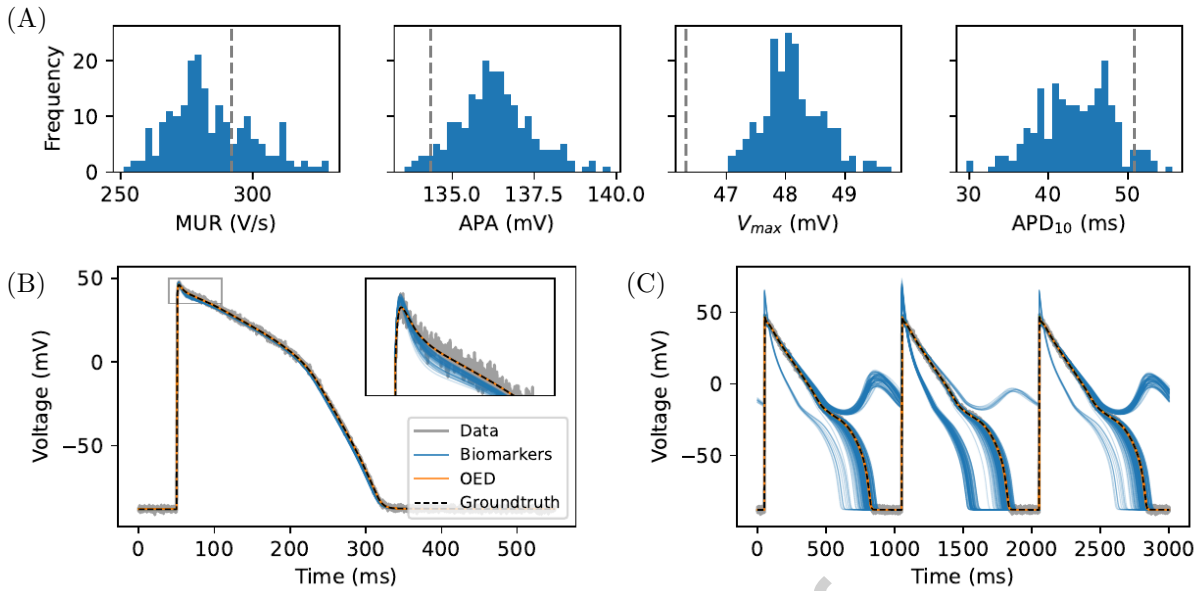 (A)
Frequency
20
10
0
250
300
MUR (V/s)
135.0
137.5
140.0
APA (mV)
47
48
49
Vmax (mV)
30
40
50
APD10 (ms)
(B)
Voltage (mV)
50
0
−50
0
100
200
300
400
500
Time (ms)
Data
Biomarkers
OED
Groundtruth
(C)
Voltage (mV)
50
0
−50
0
500
1000
1500
2000
2500
3000
Time (ms)